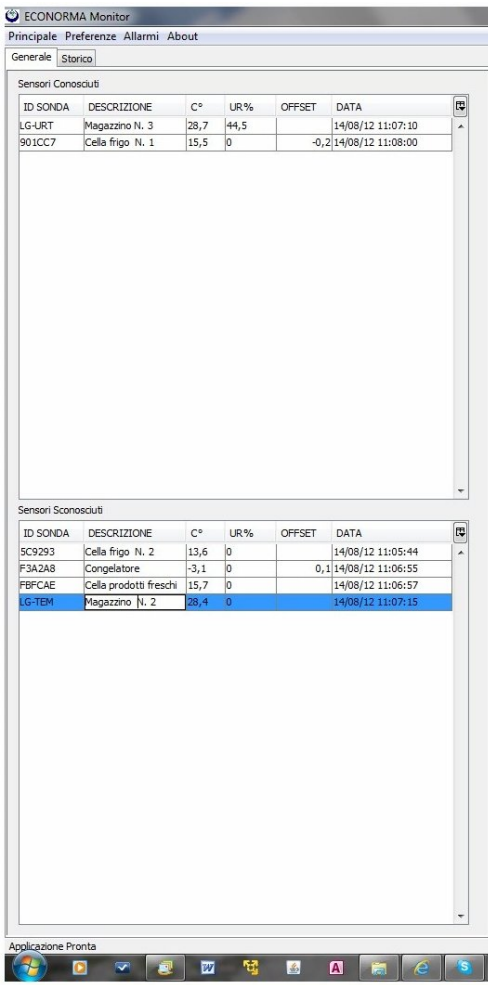 ECONORMA Monitor
Principale Preferenze Allarmi About
Generale Storico
Sensori Conosciuti
ID SONDA DESCRIZIONE C° UR% OFFSET DATA
LG-URT Magazzino N. 3 28,7 44,5 14/08/12 11:07:10
901CC7 Cella frigo N. 1 15,5 0 -0,2 14/08/12 11:08:00
Sensori Sconosciuti
ID SONDA DESCRIZIONE C° UR% OFFSET DATA
5C9293 Cella frigo N. 2 13,6 0 14/08/12 11:05:44
F3A2A8 Congelatore -3,1 0 0,1 14/08/12 11:06:55
FBFCAE Cella prodotti freschi 15,7 0 14/08/12 11:06:57
LG-TEM Magazzino N. 2 28,4 0 14/08/12 11:07:15
Applicazione Pronta